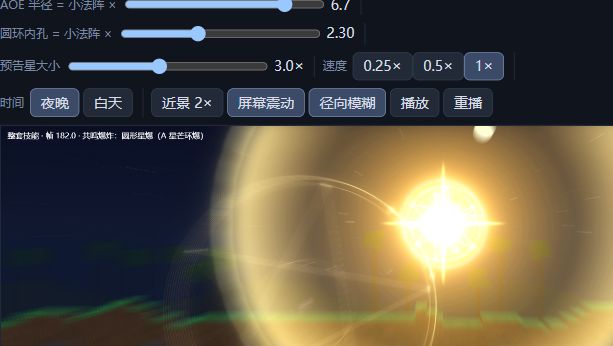 AOE 半径 = 小法阵 × 6.7
圆环内孔 = 小法阵 × 2.30
预告星大小 3.0× 速度 0.25× 0.5× 1×
时间 夜晚 白天 近景 2× 屏幕震动 径向模糊 播放 重播
整套技能 · 帧 182.0 · 共鸣爆炸：圆形星爆（A 星芒环爆）